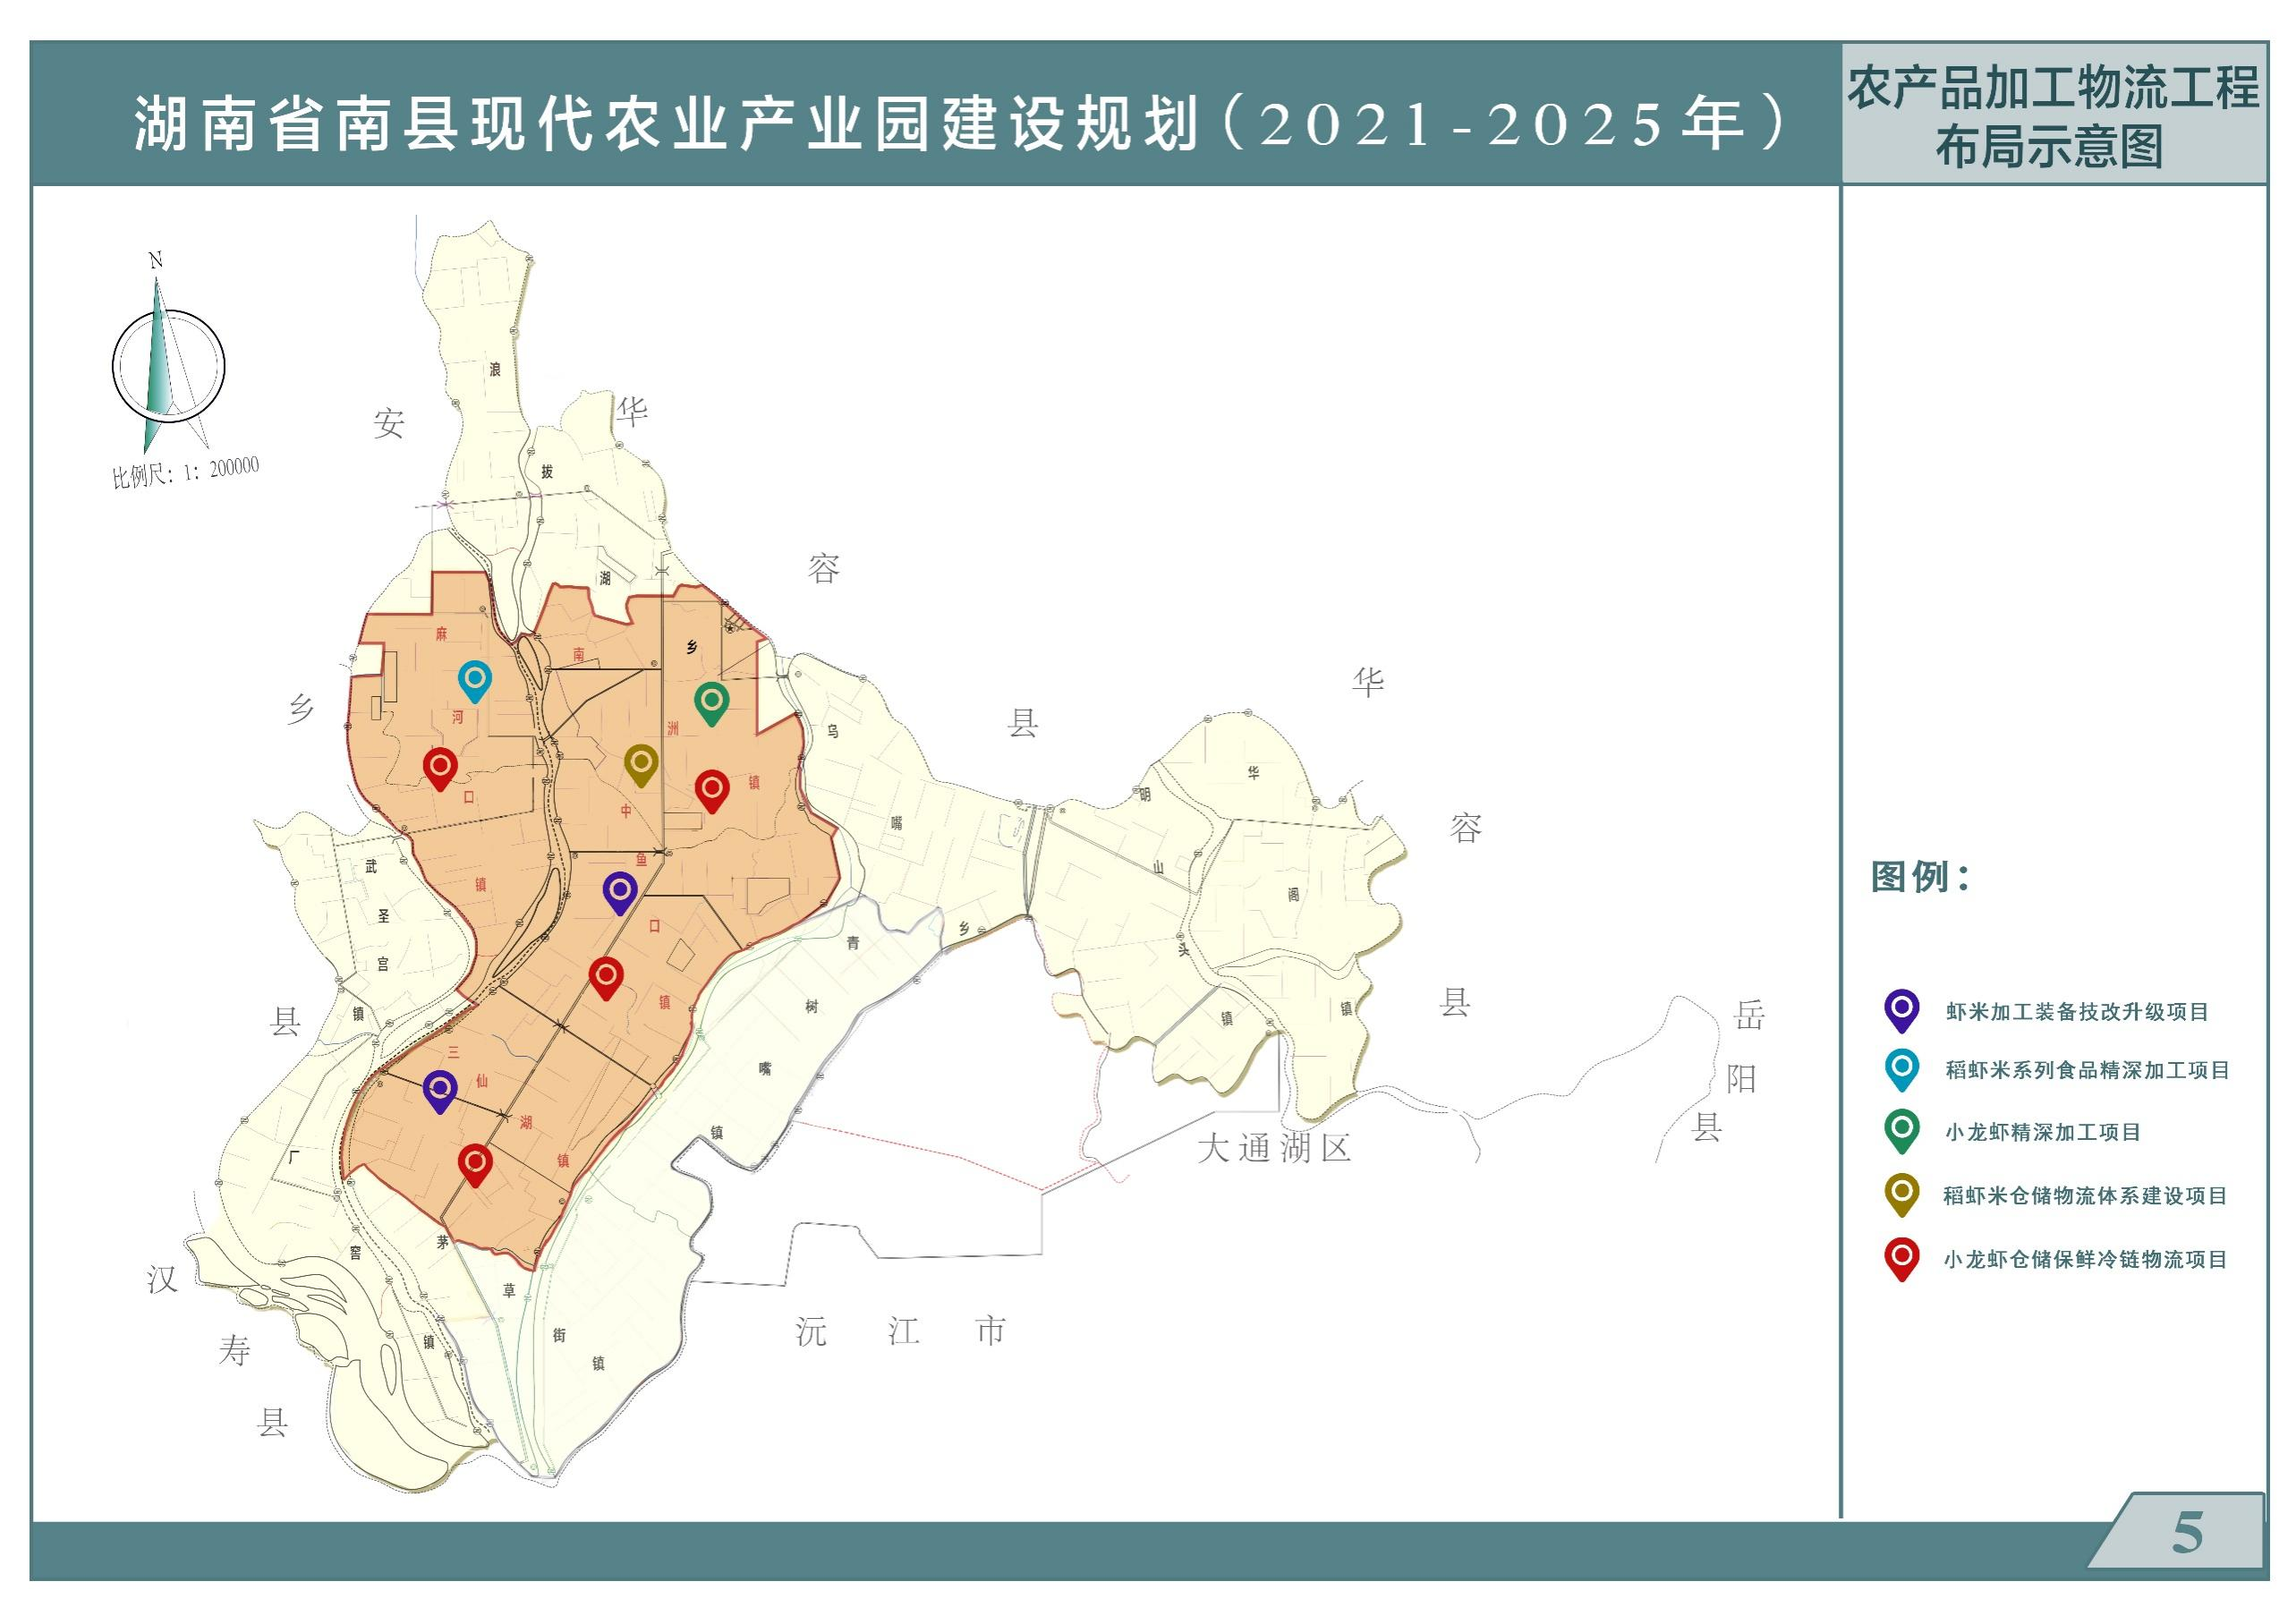 湖南省南县现代农业产业园建设规划(2021-2025年)
农产品加工物流工程
布局示意图
N
比例尺: 1: 200000
安
乡
县
华
容
县
华
容
县
岳
阳
县
大通湖区
沅江市
汉
寿
县
浪
拔
湖
乡
麻
河
口
镇
南
洲
镇
中
鱼
口
镇
三
仙
湖
镇
武
圣
宫
镇
厂
窖
镇
茅
草
街
镇
青
树
嘴
镇
乌
嘴
乡
明
山
头
镇
华
阁
镇
图例:
虾米加工装备技改升级项目
稻虾米系列食品精深加工项目
小龙虾精深加工项目
稻虾米仓储物流体系建设项目
小龙虾仓储保鲜冷链物流项目
5